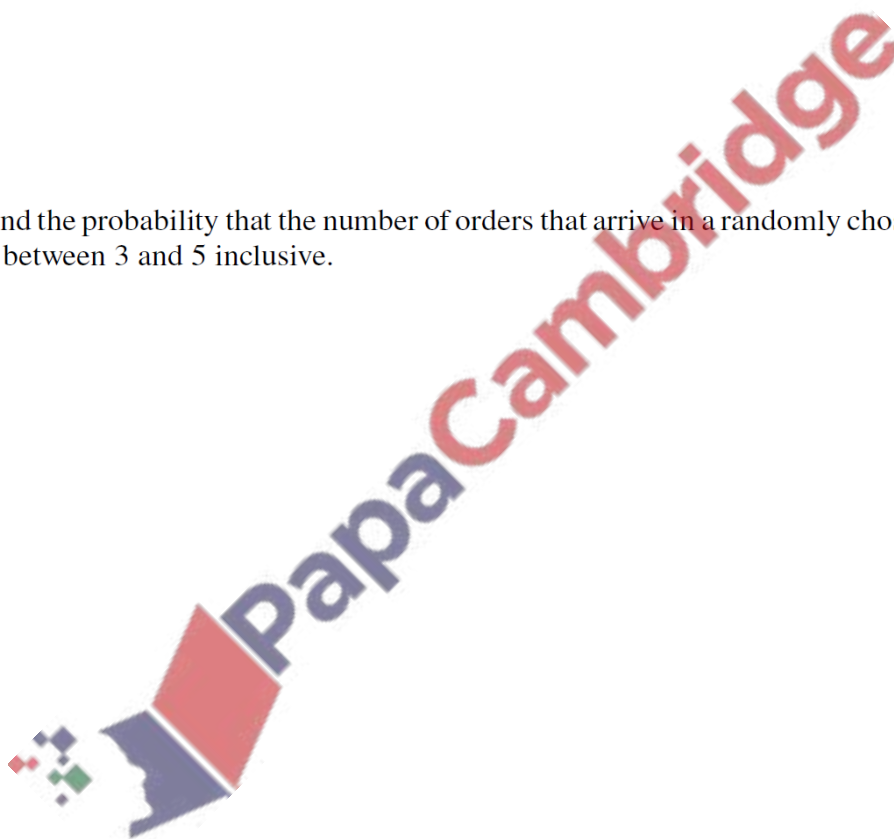 nd the probability that the number of orders that arrive in a randomly cho
between 3 and 5 inclusive.
PapaCambridge